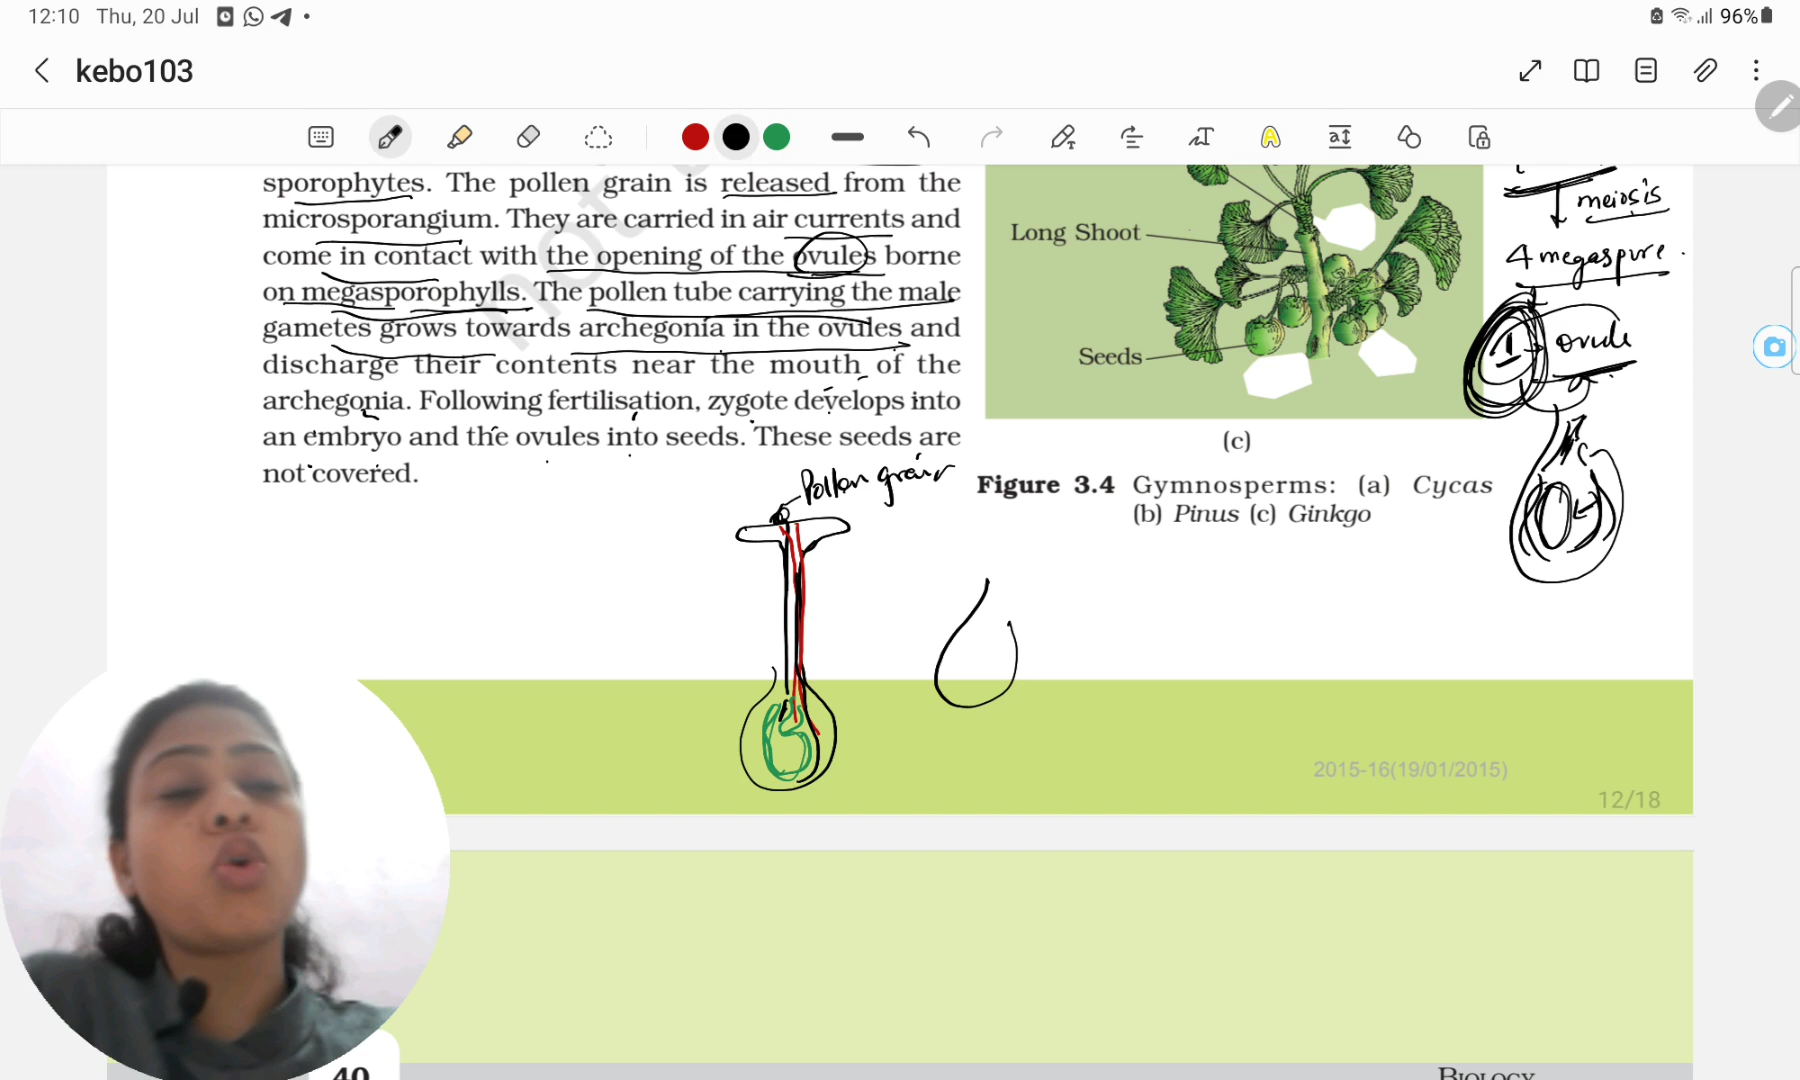 12:10 Thu, 20 Jul
96%
kebo103
sporophytes. The pollen grain is released from the
microsporangium. They are carried in air currents and
come in contact with the opening of the ovules borne
on megasporophylls. The pollen tube carrying the male
gametes grows towards archegonia in the ovules and
discharge their contents near the mouth of the
archegonia. Following fertilisation, zygote develops into
an embryo and the ovules into seeds. These seeds are
not covered.
not
Pollen grain
Long Shoot
Seeds
(c)
Figure 3.4 Gymnosperms: (a) Cycas
(b) Pinus (c) Ginkgo
meiosis
4 megaspore
1 → ovule
2015-16(19/01/2015)
12/18
40
BIOLOGY